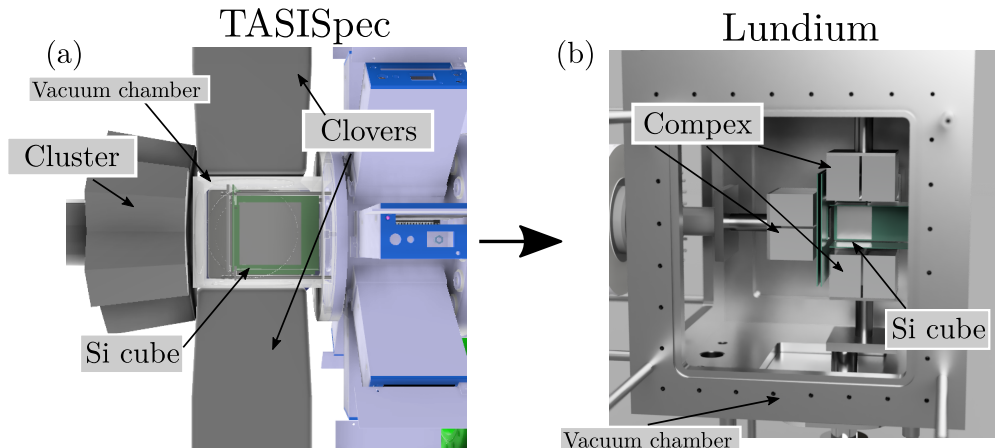 TASISpec
Lundium
(a)
(b)
Vacuum chamber
Clovers
Cluster
Compex
Si cube
Si cube
Vacuum chamber